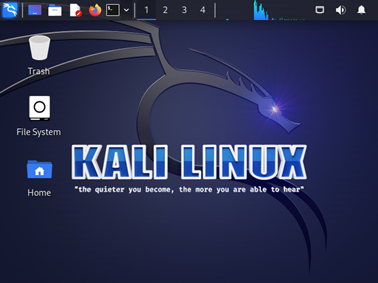 1 2 3 4
Trash
File System
Home
KALI LINUX
"the quieter you become, the more you are able to hear"